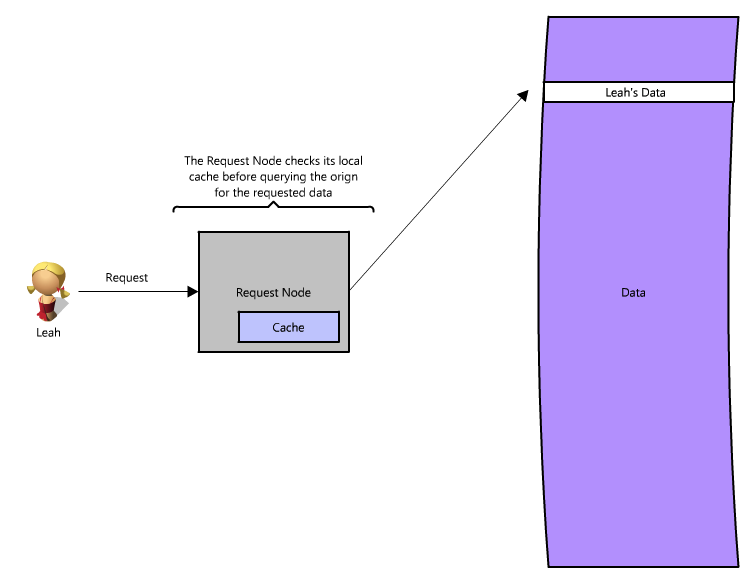 Leah's Data
The Request Node checks its local
cache before querying the orign
for the requested data
Request
Request Node
Data
Cache
Leah